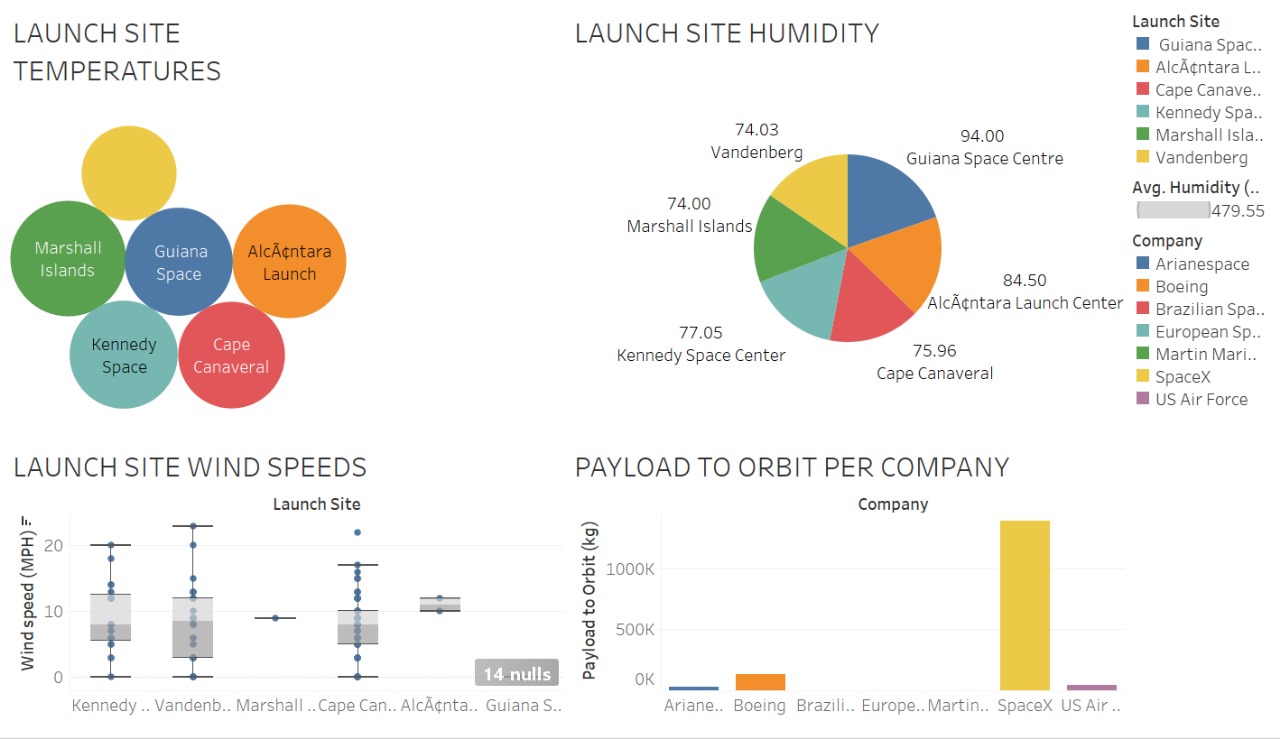 LAUNCH SITE
TEMPERATURES
Marshall
Islands
Guiana
Space
AlcÃ¢ntara
Launch
Kennedy
Space
Cape
Canaveral
LAUNCH SITE HUMIDITY
74.03
Vandenberg
94.00
Guiana Space Centre
74.00
Marshall Islands
84.50
AlcÃ¢ntara Launch Center
77.05
Kennedy Space Center
75.96
Cape Canaveral
Launch Site
Guiana Spac..
AlcÃ¢ntara L..
Cape Canave..
Kennedy Spa..
Marshall Isla..
Vandenberg
Avg. Humidity (..
479.55
Company
Arianespace
Boeing
Brazilian Spa..
European Sp..
Martin Mari..
SpaceX
US Air Force
LAUNCH SITE WIND SPEEDS
Launch Site
Wind speed (MPH)
20
10
0
14 nulls
Kennedy .. Vandenb.. Marshall .. Cape Can.. AlcÃ¢nta.. Guiana S..
PAYLOAD TO ORBIT PER COMPANY
Company
Payload to Orbit (kg)
1000K
500K
0K
Ariane.. Boeing Brazili.. Europe.. Martin.. SpaceX US Air ..